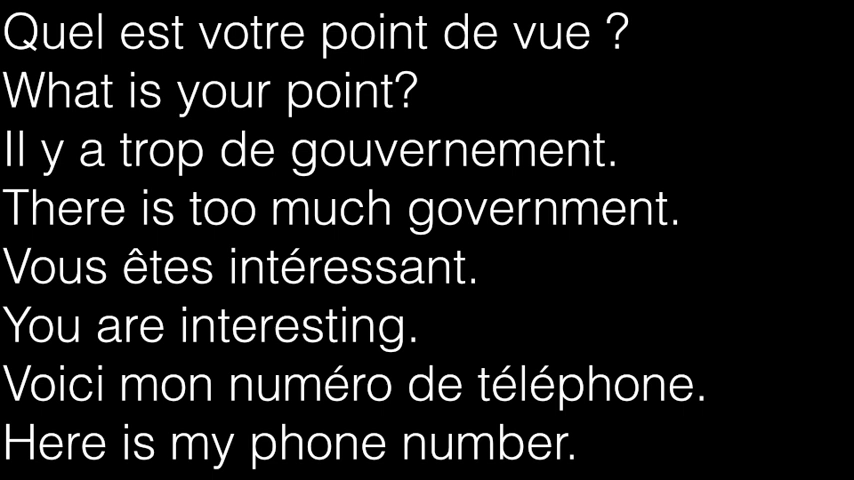 Quel est votre point de vue ?
What is your point?
Il y a trop de gouvernement.
There is too much government.
Vous êtes intéressant.
You are interesting.
Voici mon numéro de téléphone.
Here is my phone number.